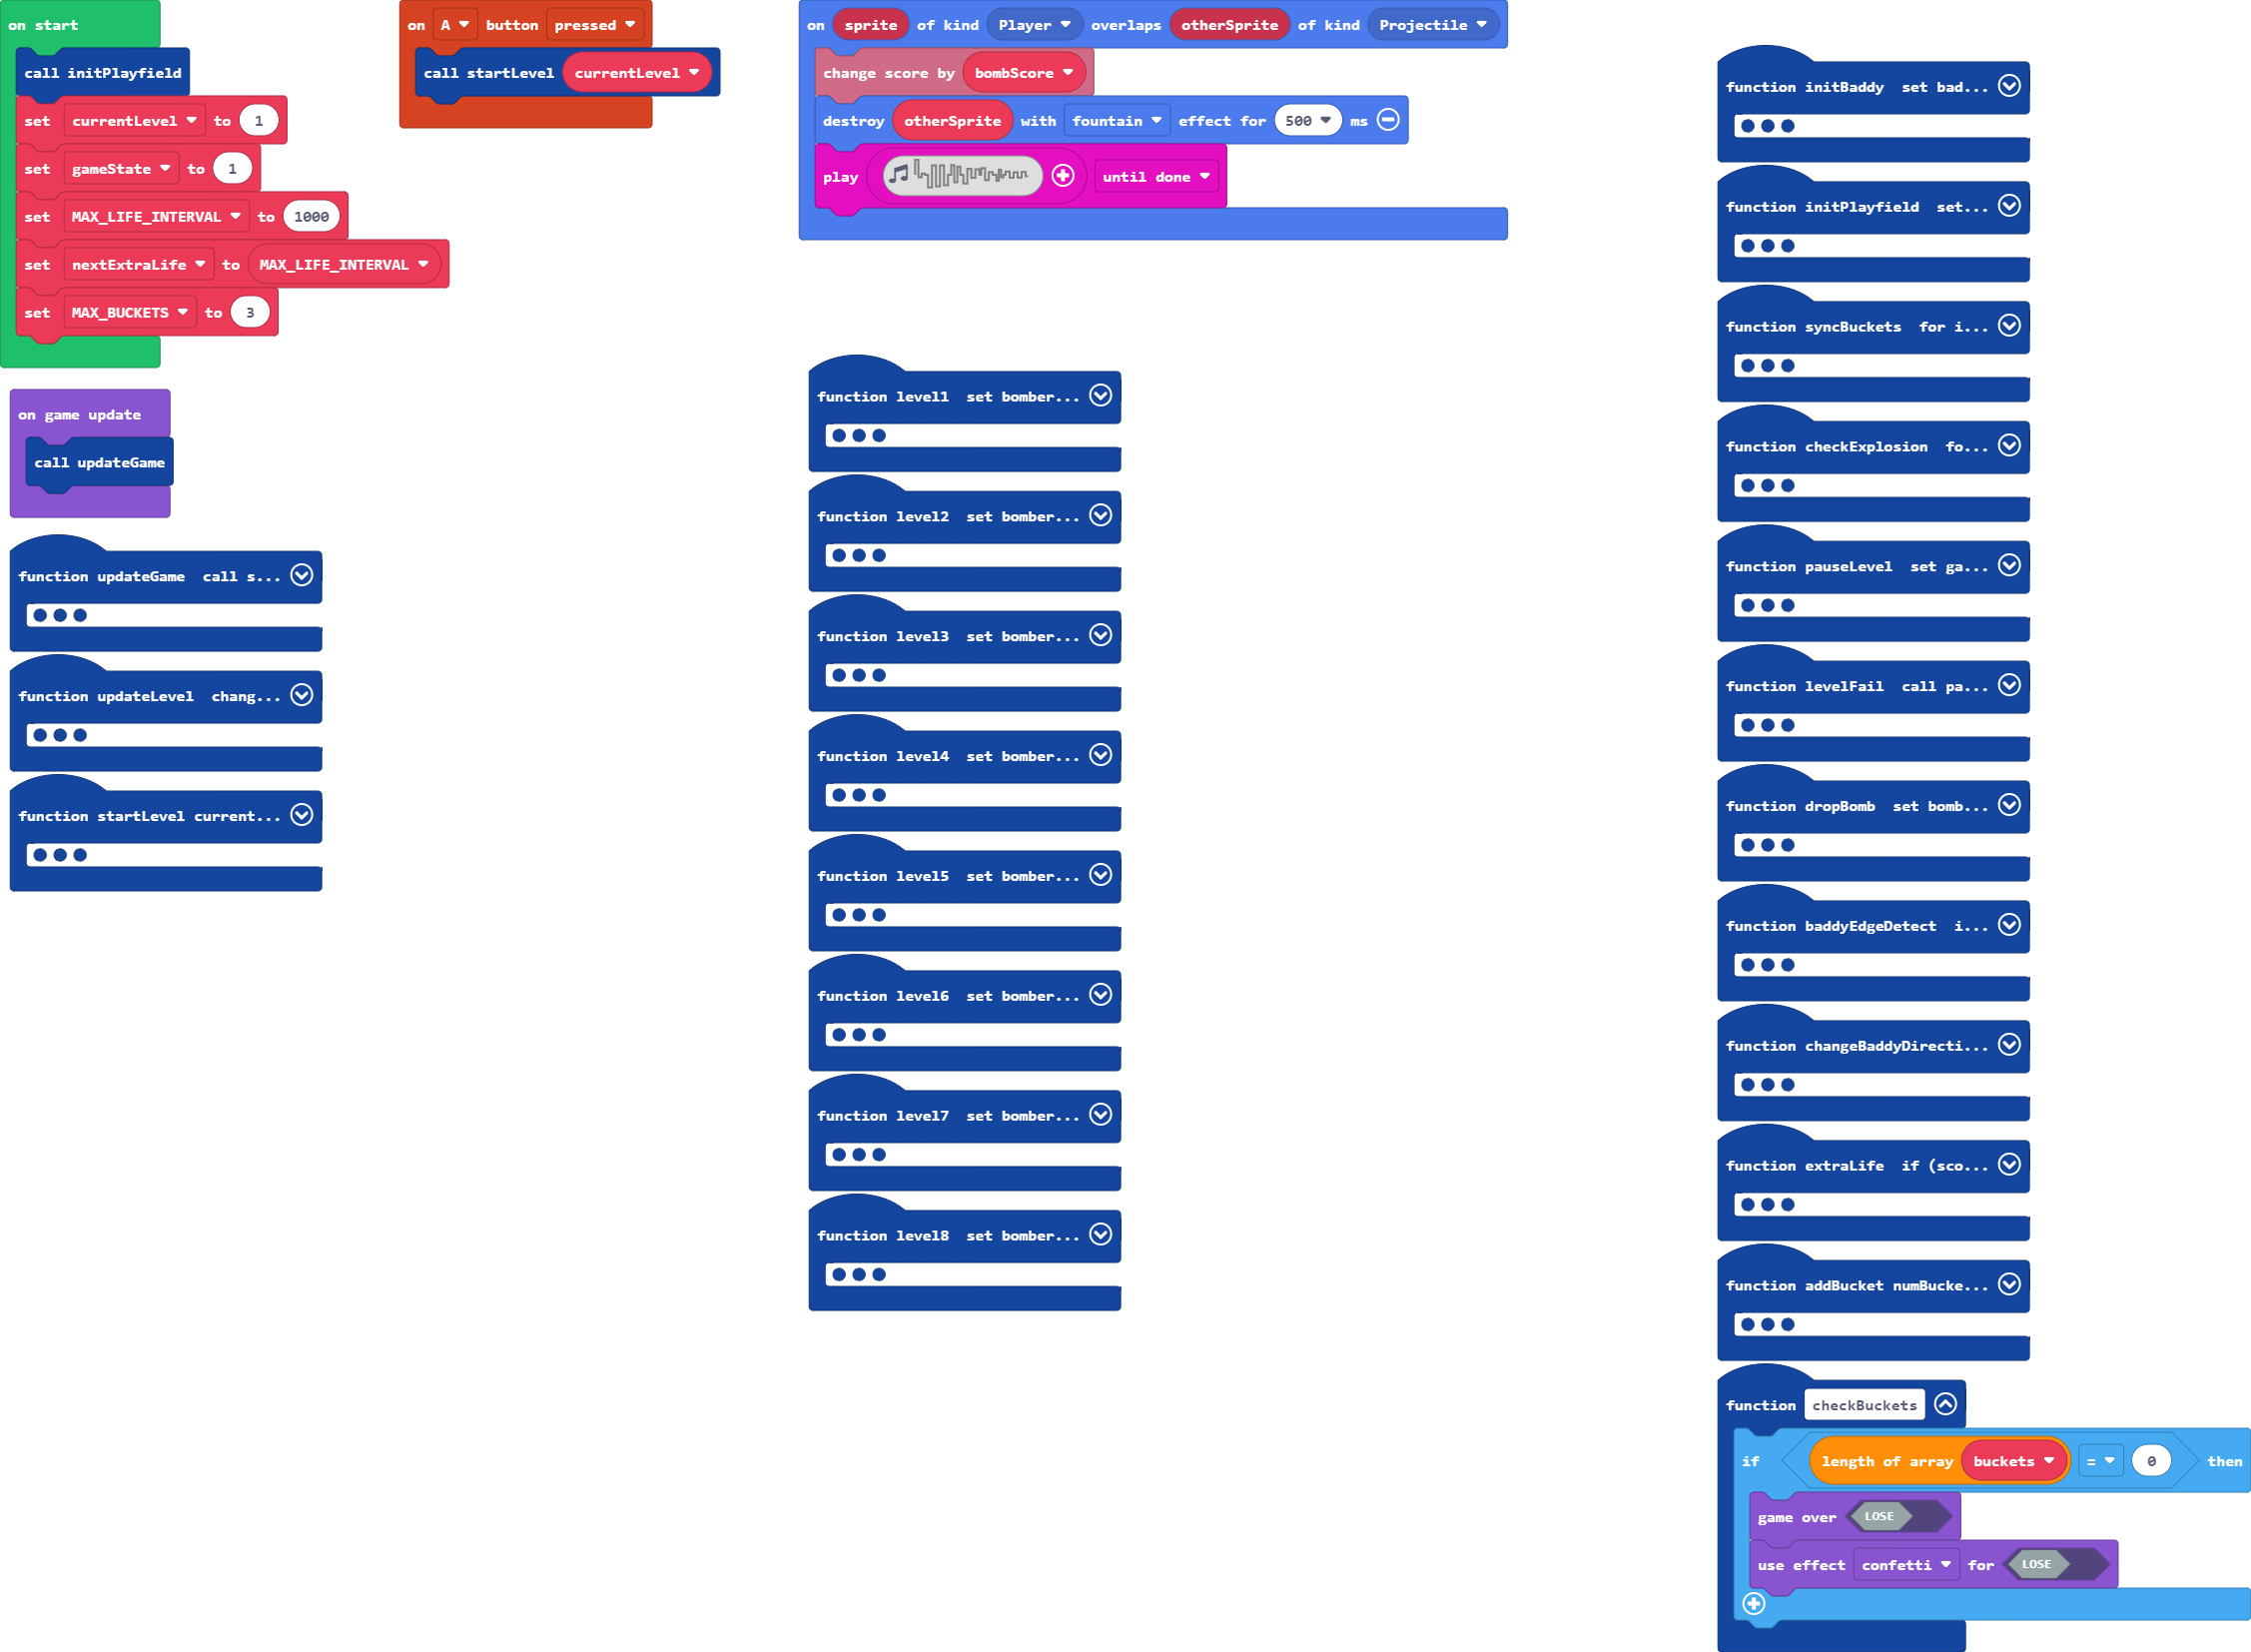 on start
call initPlayfield
set currentLevel to 1
set gameState to 1
set MAX_LIFE_INTERVAL to 1000
set nextExtraLife to MAX_LIFE_INTERVAL
set MAX_BUCKETS to 3
on game update
call updateGame
function updateGame call s...
function updateLevel chang...
function startLevel current...
on A button pressed
call startLevel currentLevel
on sprite of kind Player overlaps otherSprite of kind Projectile
change score by bombScore
destroy otherSprite with fountain effect for 500 ms
play until done
function level1 set bomber...
function level2 set bomber...
function level3 set bomber...
function level4 set bomber...
function level5 set bomber...
function level6 set bomber...
function level7 set bomber...
function level8 set bomber...
function initBaddy set bad...
function initPlayfield set...
function syncBuckets for i...
function checkExplosion fo...
function pauseLevel set ga...
function levelFail call pa...
function dropBomb set bomb...
function baddyEdgeDetect i...
function changeBaddyDirecti...
function extraLife if (sco...
function addBucket numBucke...
function checkBuckets
if length of array buckets = 0 then
game over LOSE
use effect confetti for LOSE